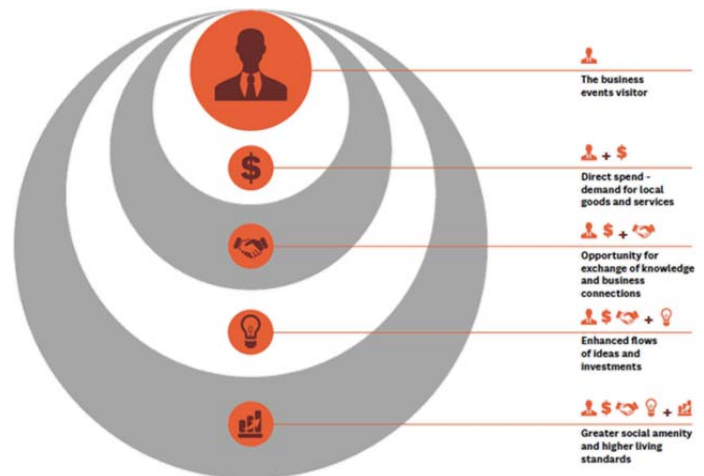 The business
events visitor
$
+ $
Direct spend -
demand for local
goods and services
$ +
Opportunity for
exchange of knowledge
and business
connections
$ +
Enhanced flows
of ideas and
investments
$ +
Greater social amenity
and higher living
standards